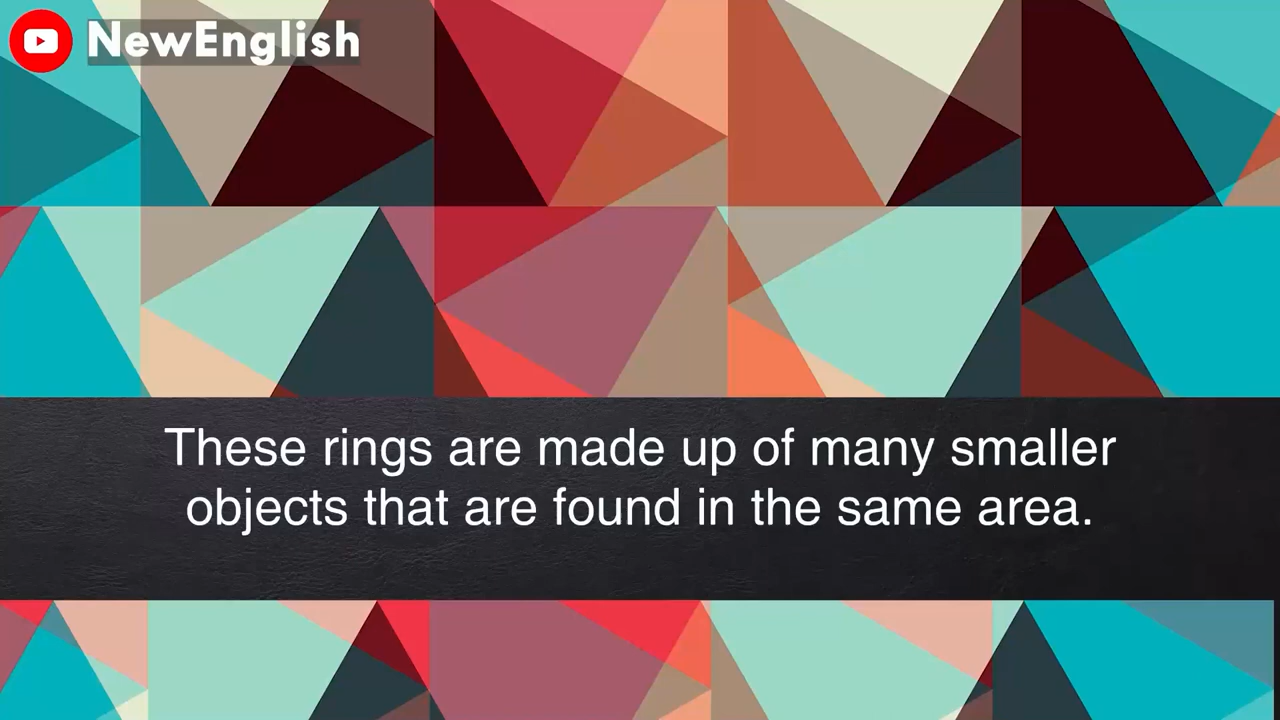 NewEnglish
These rings are made up of many smaller
objects that are found in the same area.